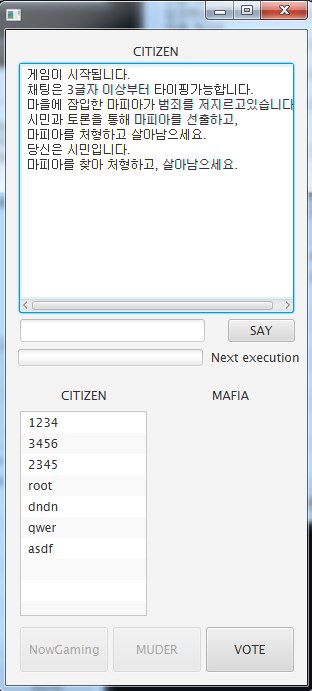 CITIZEN
게임이 시작됩니다.
채팅은 3글자 이상부터 타이핑가능합니다.
마을에 잠입한 마피아가 범죄를 저지르고있습니다
시민과 토론을 통해 마피아를 선출하고,
마피아를 처형하고 살아남으세요.
당신은 시민입니다.
마피아를 찾아 처형하고, 살아남으세요.
SAY
Next execution
CITIZEN MAFIA
1234
3456
2345
root
dndn
qwer
asdf
NowGaming MUDER VOTE